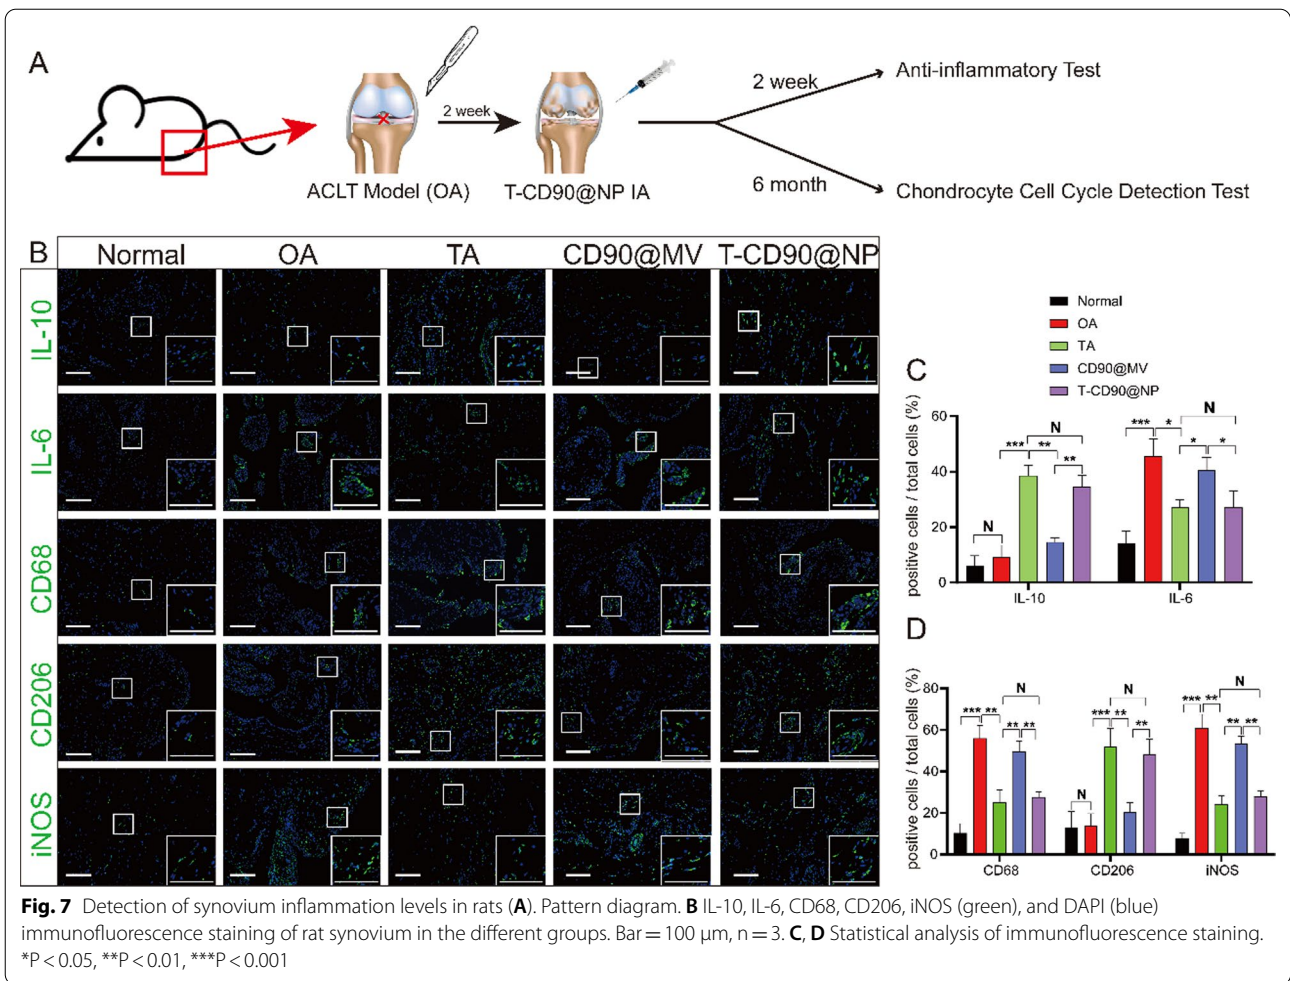 A
2 week
2 week
Anti-inflammatory Test
6 month
ACLT Model (OA)
T-CD90@NP IA
Chondrocyte Cell Cycle Detection Test
B
Normal
OA
TA
CD90@MV
T-CD90@NP
IL-10
IL-6
CD68
CD206
iNOS
Normal
OA
TA
CD90@MV
T-CD90@NP
C
positive cells / total cells (%)
60
40
20
0
N
***
**
N
**
***
*
N
*
*
IL-10
IL-6
D
positive cells / total cells (%)
80
60
40
20
0
***
**
N
**
**
N
***
**
N
**
***
**
N
**
**
CD68
CD206
iNOS
Fig. 7 Detection of synovium inflammation levels in rats (A). Pattern diagram. B IL-10, IL-6, CD68, CD206, iNOS (green), and DAPI (blue)
immunofluorescence staining of rat synovium in the different groups. Bar = 100 μm, n = 3. C, D Statistical analysis of immunofluorescence staining.
*P < 0.05, **P < 0.01, ***P < 0.001